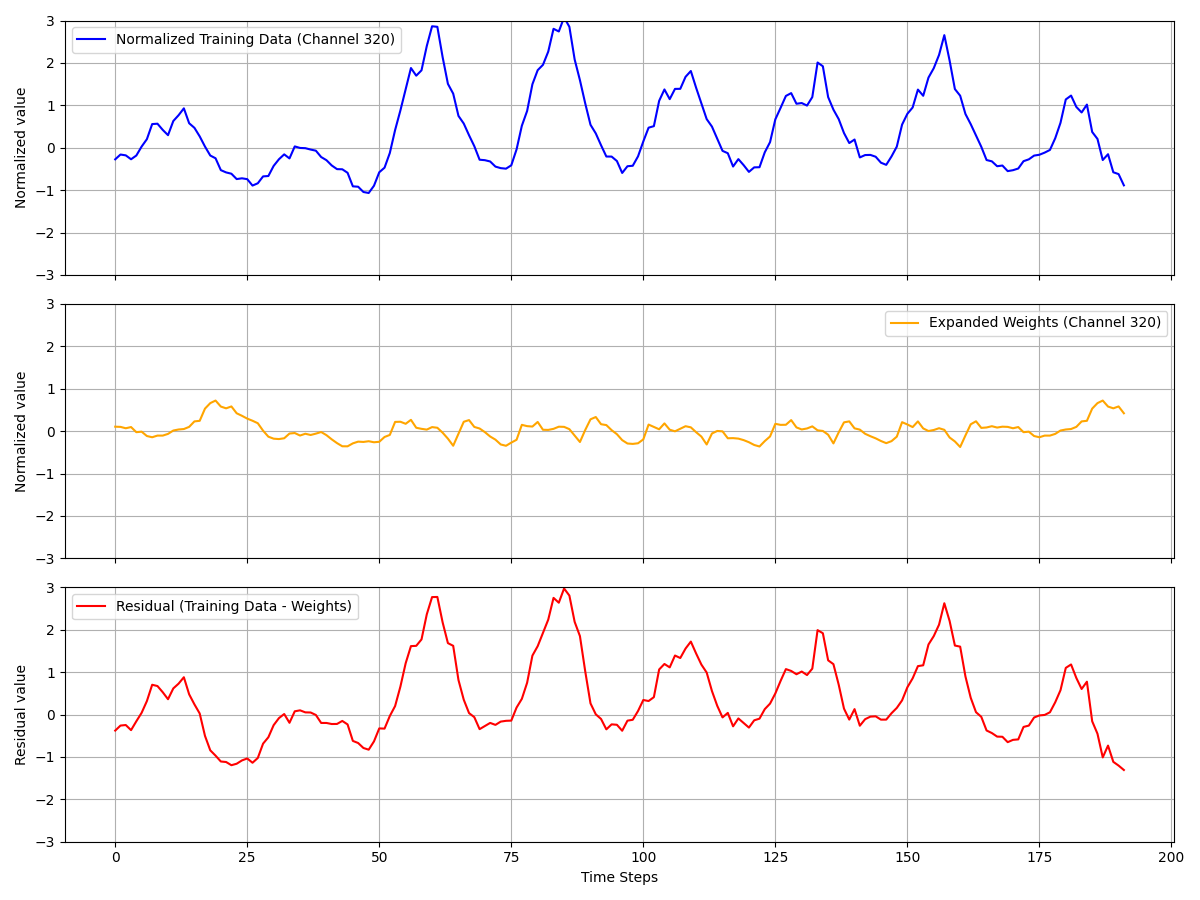 Normalized value
3
2
1
0
−1
−2
−3
Normalized Training Data (Channel 320)
Normalized value
3
2
1
0
−1
−2
−3
Expanded Weights (Channel 320)
Residual value
3
2
1
0
−1
−2
−3
Residual (Training Data - Weights)
0 25 50 75 100 125 150 175 200
Time Steps